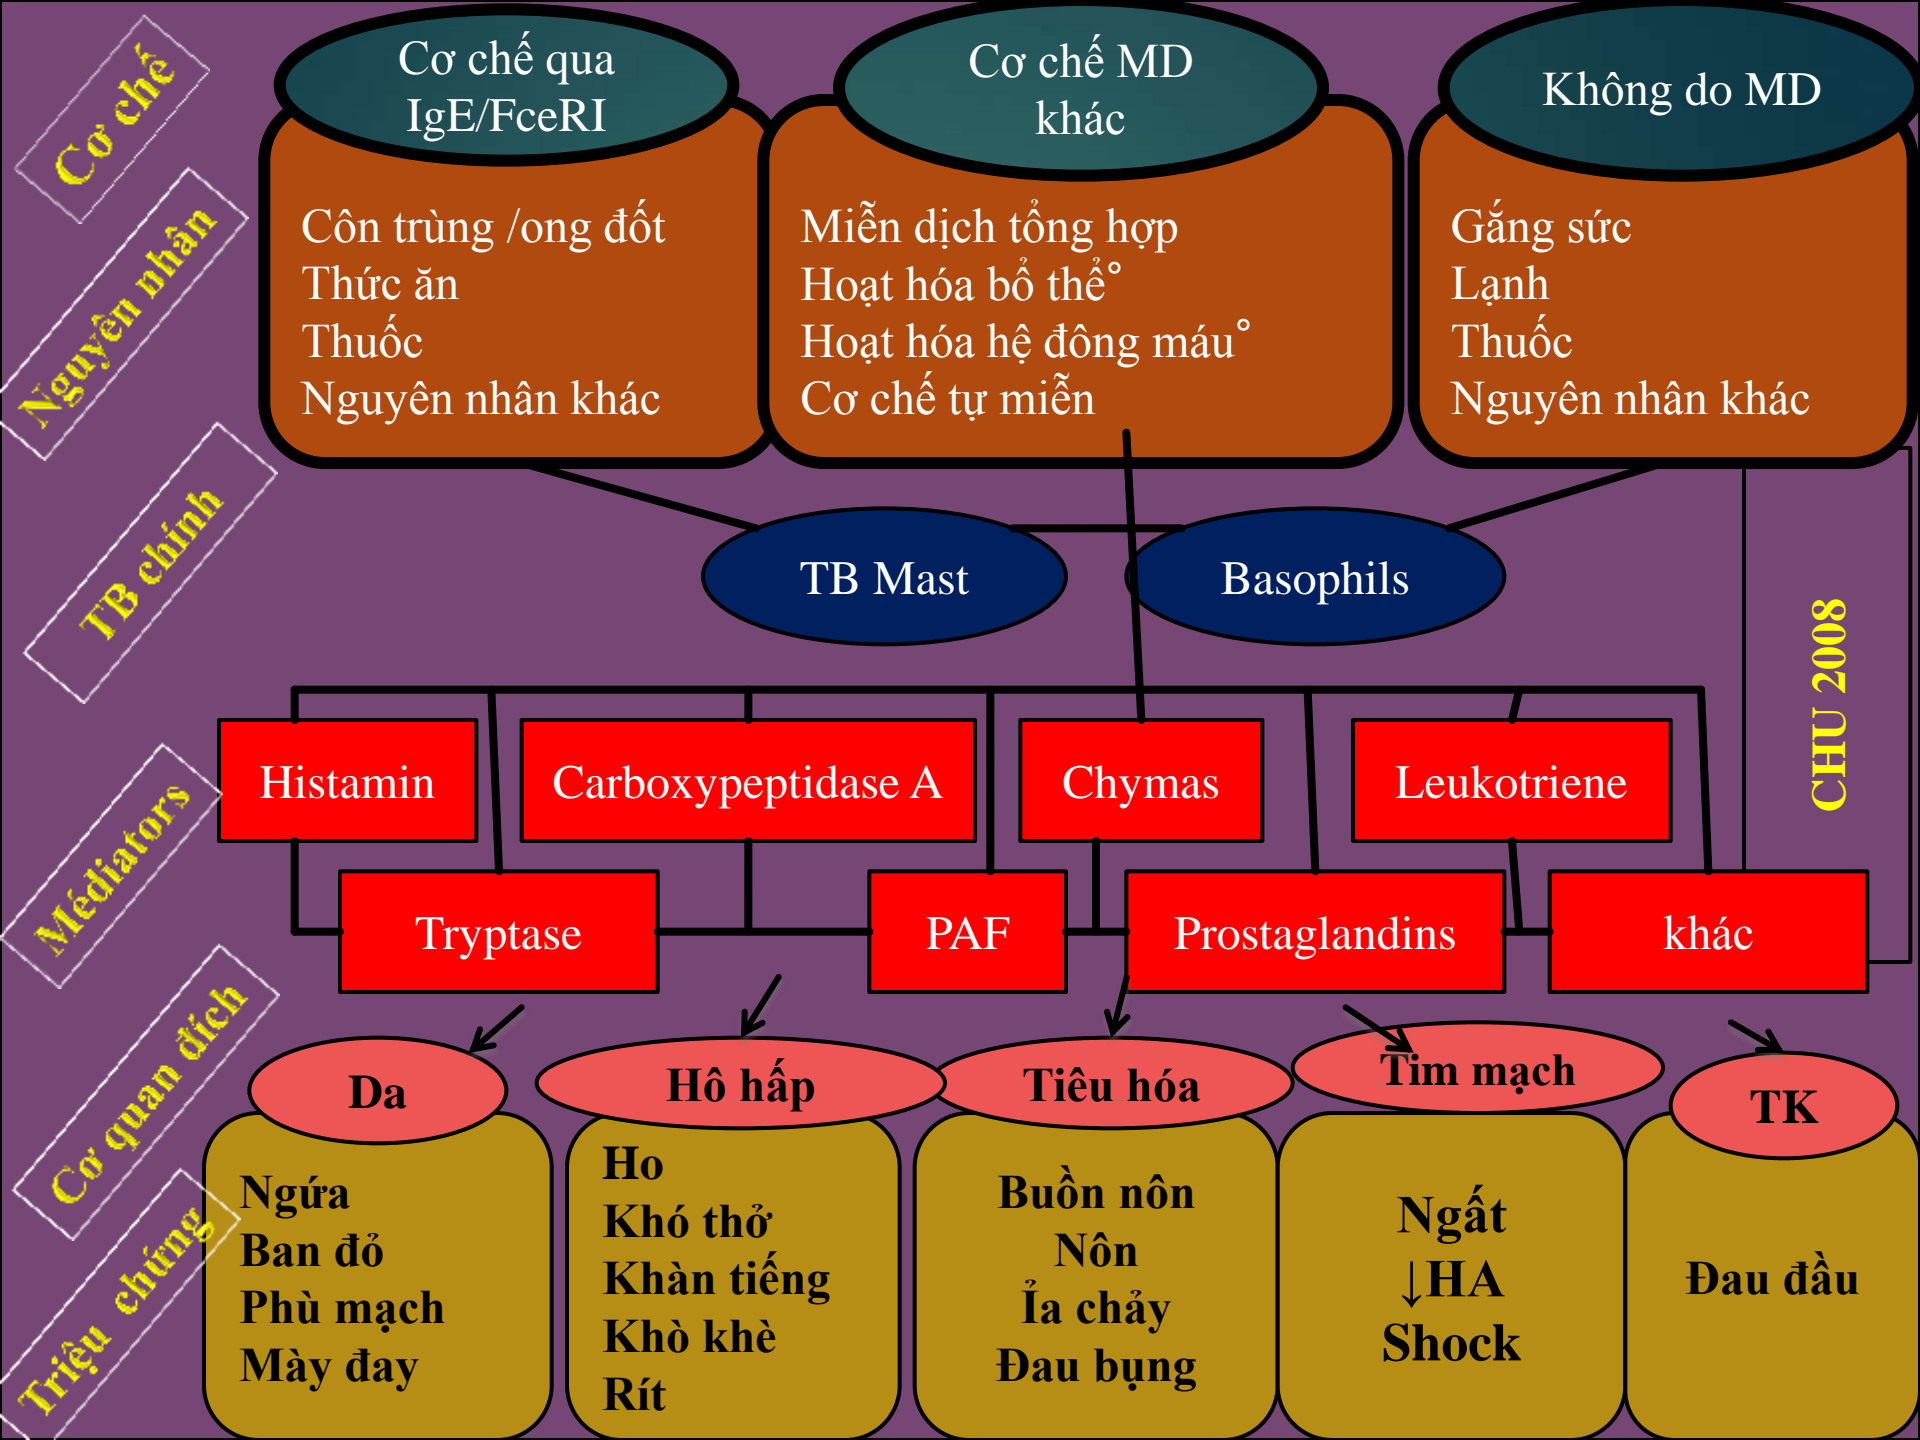 Cơ chế
Cơ chế qua
IgE/FceRI
Cơ chế MD
khác
Không do MD
Nguyên nhân
Côn trùng /ong đốt
Thức ăn
Thuốc
Nguyên nhân khác
Miễn dịch tổng hợp
Hoạt hóa bổ thể°
Hoạt hóa hệ đông máu°
Cơ chế tự miễn
Gắng sức
Lạnh
Thuốc
Nguyên nhân khác
TB chính
TB Mast
Basophils
CHU 2008
Médiators
Histamin
Carboxypeptidase A
Chymas
Leukotriene
Tryptase
PAF
Prostaglandins
khác
Cơ quan đích
Da
Hô hấp
Tiêu hóa
Tim mạch
TK
Triệu chứng
Ngứa
Ban đỏ
Phù mạch
Mày đay
Ho
Khó thở
Khàn tiếng
Khò khè
Rít
Buồn nôn
Nôn
Ỉa chảy
Đau bụng
Ngất
↓HA
Shock
Đau đầu